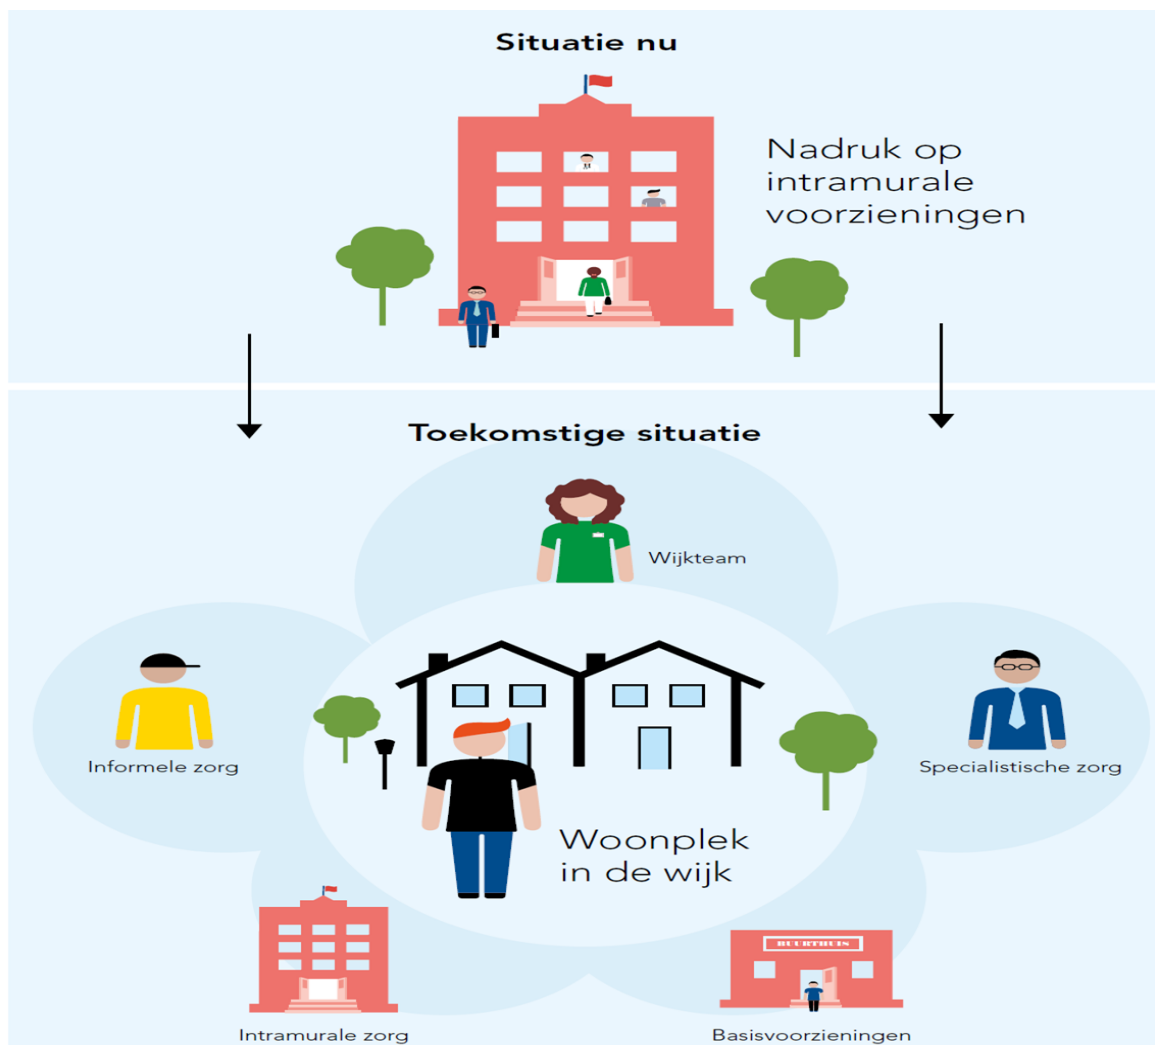 Situatie nu
Nadruk op
intramurale
voorzieningen
Toekomstige situatie
Wijkteam
Informele zorg
Specialistische zorg
Woonplek
in de wijk
BUURTHUIS
Intramurale zorg
Basisvoorzieningen